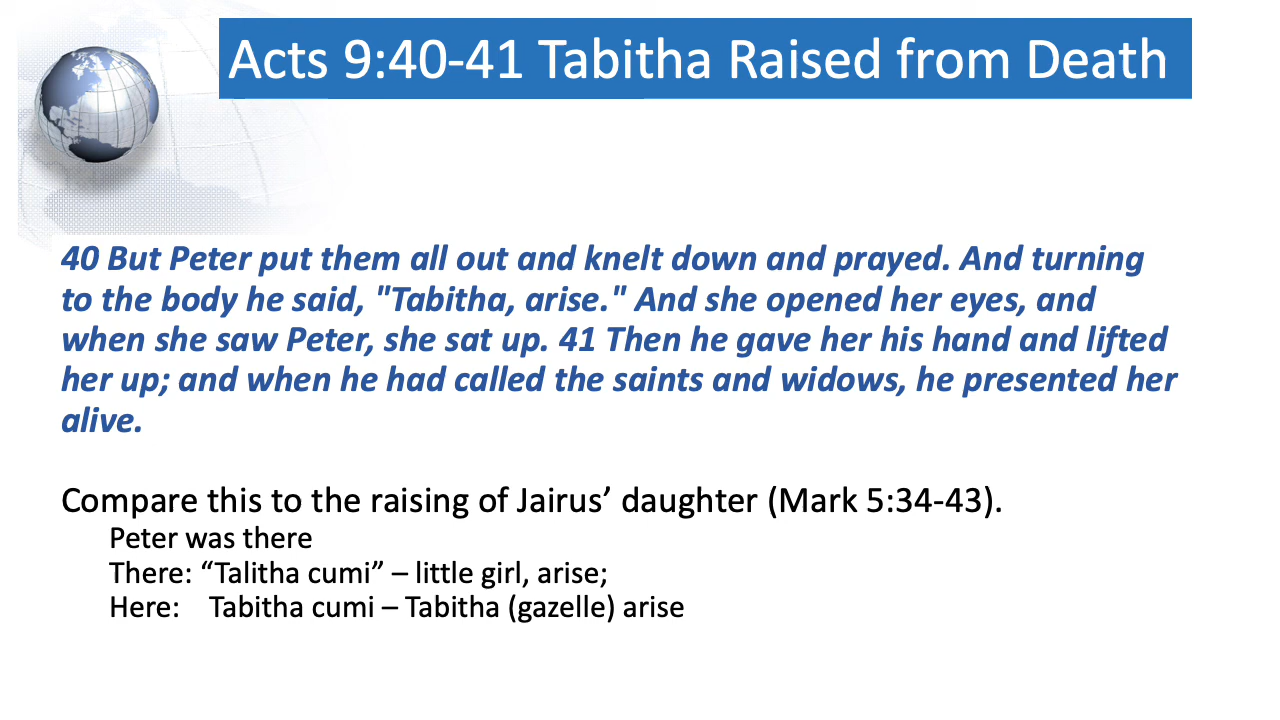 Acts 9:40-41 Tabitha Raised from Death
40 But Peter put them all out and knelt down and prayed. And turning
to the body he said, "Tabitha, arise." And she opened her eyes, and
when she saw Peter, she sat up. 41 Then he gave her his hand and lifted
her up; and when he had called the saints and widows, he presented her
alive.
Compare this to the raising of Jairus’ daughter (Mark 5:34-43).
Peter was there
There: “Talitha cumi” – little girl, arise;
Here: Tabitha cumi – Tabitha (gazelle) arise